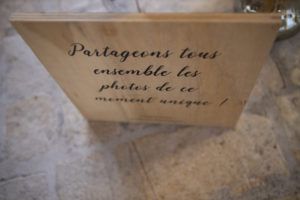 Partageons tous
ensemble les
photos de ce
moment unique !